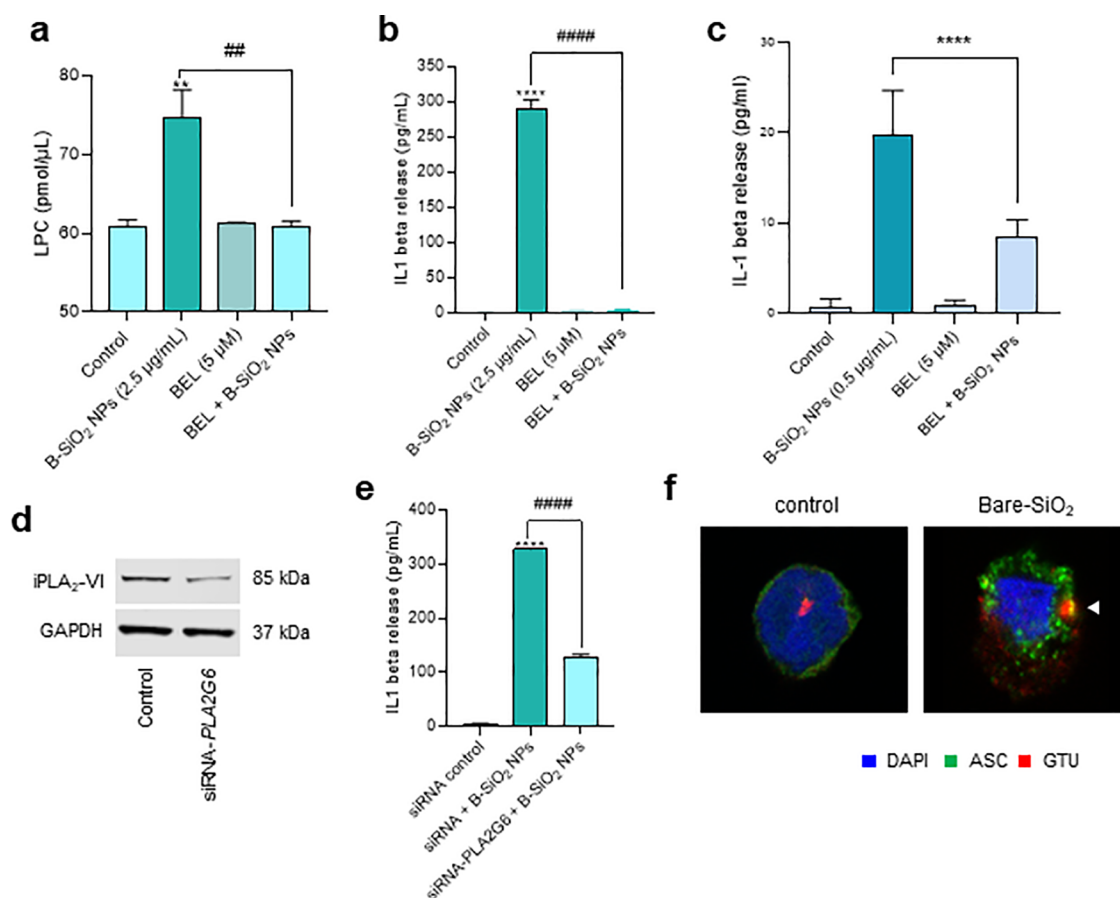 a
##
**
80
70
60
50
LPC (pmol/µL)
Control
B-SiO₂ NPs (2.5 µg/mL)
BEL (5 µM)
BEL + B-SiO₂ NPs
b
####
****
350
300
250
200
150
100
50
0
IL1 beta release (pg/mL)
Control
B-SiO₂ NPs (2.5 µg/mL)
BEL (5 µM)
BEL + B-SiO₂ NPs
c
****
30
20
10
0
IL-1 beta release (pg/ml)
Control
B-SiO₂ NPs (0.5 µg/mL)
BEL (5 µM)
BEL + B-SiO₂ NPs
d
iPLA₂-VI
85 kDa
GAPDH
37 kDa
Control
siRNA-PLA2G6
e
####
****
400
300
200
100
0
IL1 beta release (pg/mL)
siRNA control
siRNA + B-SiO₂ NPs
siRNA-PLA2G6 + B-SiO₂ NPs
f
control
Bare-SiO₂
DAPI ASC GTU